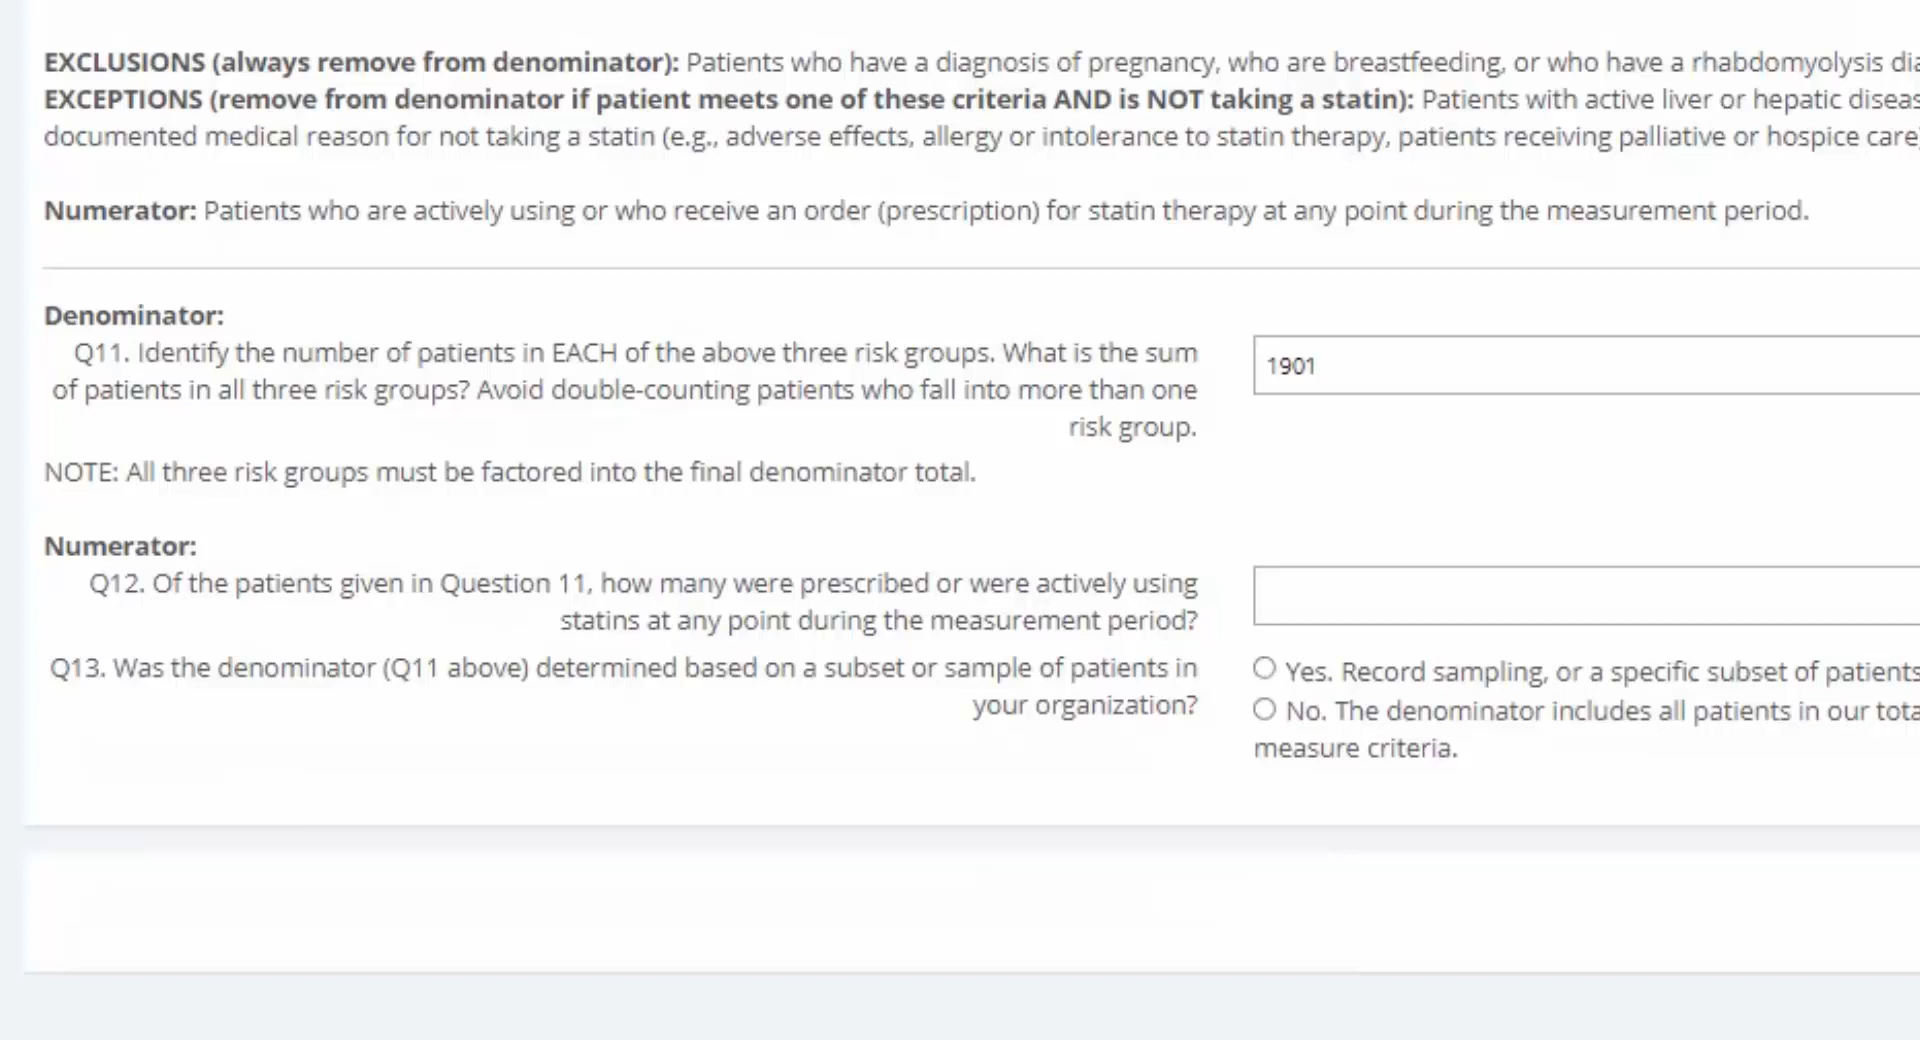 EXCLUSIONS (always remove from denominator): Patients who have a diagnosis of pregnancy, who are breastfeeding, or who have a rhabdomyolysis
EXCEPTIONS (remove from denominator if patient meets one of these criteria AND is NOT taking a statin): Patients with active liver or hepatic
documented medical reason for not taking a statin (e.g., adverse effects, allergy or intolerance to statin therapy, patients receiving palliative or hospice care
Numerator: Patients who are actively using or who receive an order (prescription) for statin therapy at any point during the measurement period.
Denominator:
Q11. Identify the number of patients in EACH of the above three risk groups. What is the sum
of patients in all three risk groups? Avoid double-counting patients who fall into more than one
risk group.
1901
NOTE: All three risk groups must be factored into the final denominator total.
Numerator:
Q12. Of the patients given in Question 11, how many were prescribed or were actively using
statins at any point during the measurement period?
Q13. Was the denominator (Q11 above) determined based on a subset or sample of patients in
your organization?
Yes. Record sampling, or a specific subset of patients
No. The denominator includes all patients in our
measure criteria.